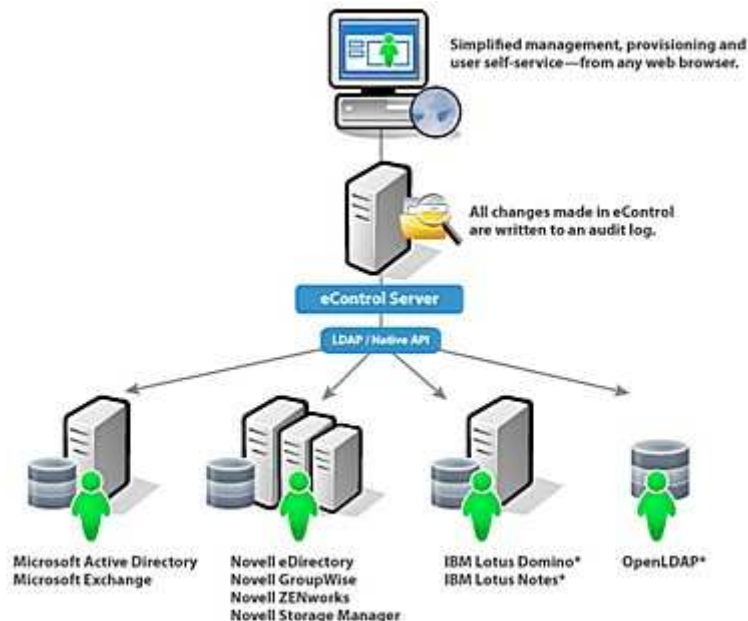 Simplified management, provisioning and
user self-service—from any web browser.
All changes made in eControl
are written to an audit log.
eControl Server
LDAP / Native API
Microsoft Active Directory
Microsoft Exchange
Novell eDirectory
Novell GroupWise
Novell ZENworks
Novell Storage Manager
IBM Lotus Domino*
IBM Lotus Notes*
OpenLDAP*